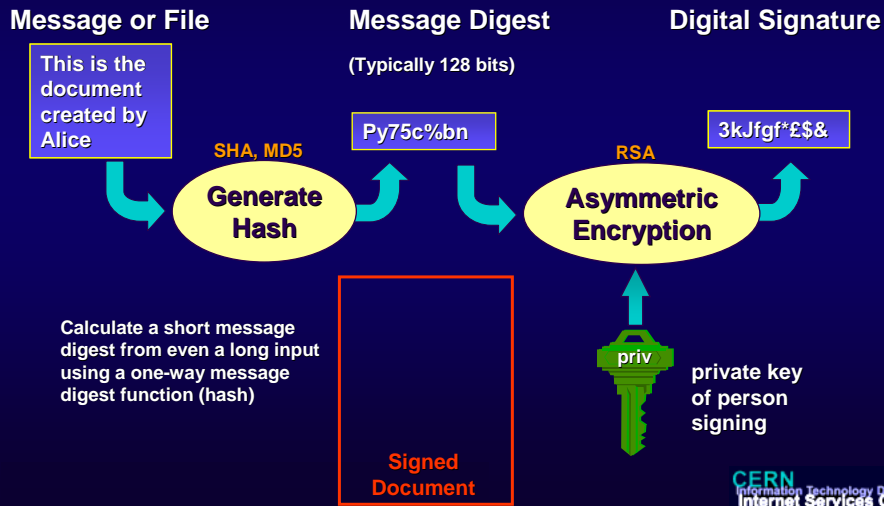 Message or File
Message Digest
Digital Signature
This is the
document
created by
Alice
(Typically 128 bits)
Py75c%bn
3kJfgf*£$&
SHA, MD5
RSA
Generate
Hash
Asymmetric
Encryption
Calculate a short message
digest from even a long input
using a one-way message
digest function (hash)
priv
private key
of person
signing
Signed
Document
CERN
Information Technology D
Internet Services